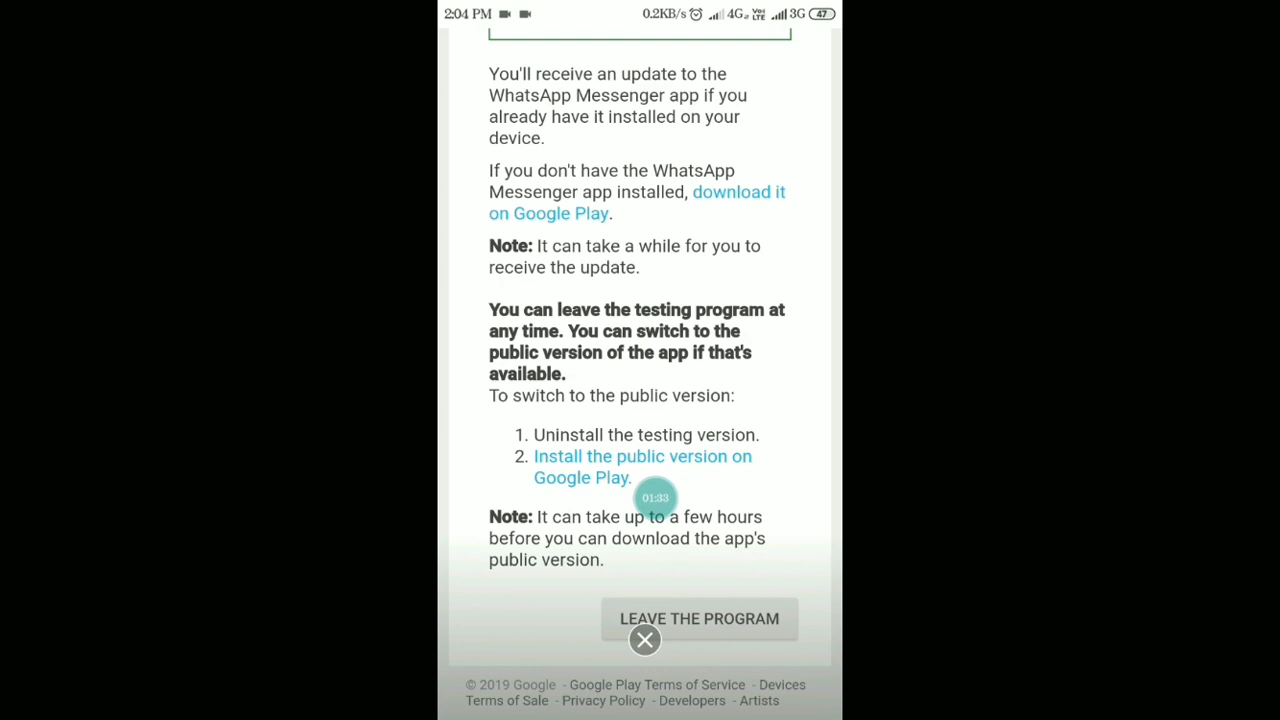 2:04 PM 0.2KB/s 4G VoLTE 3G 47
You'll receive an update to the
WhatsApp Messenger app if you
already have it installed on your
device.
If you don't have the WhatsApp
Messenger app installed, download it
on Google Play.
Note: It can take a while for you to
receive the update.
You can leave the testing program at
any time. You can switch to the
public version of the app if that's
available.
To switch to the public version:
1. Uninstall the testing version.
2. Install the public version on
Google Play.
01:33
Note: It can take up to a few hours
before you can download the app's
public version.
LEAVE THE PROGRAM
© 2019 Google - Google Play Terms of Service - Devices
Terms of Sale - Privacy Policy - Developers - Artists